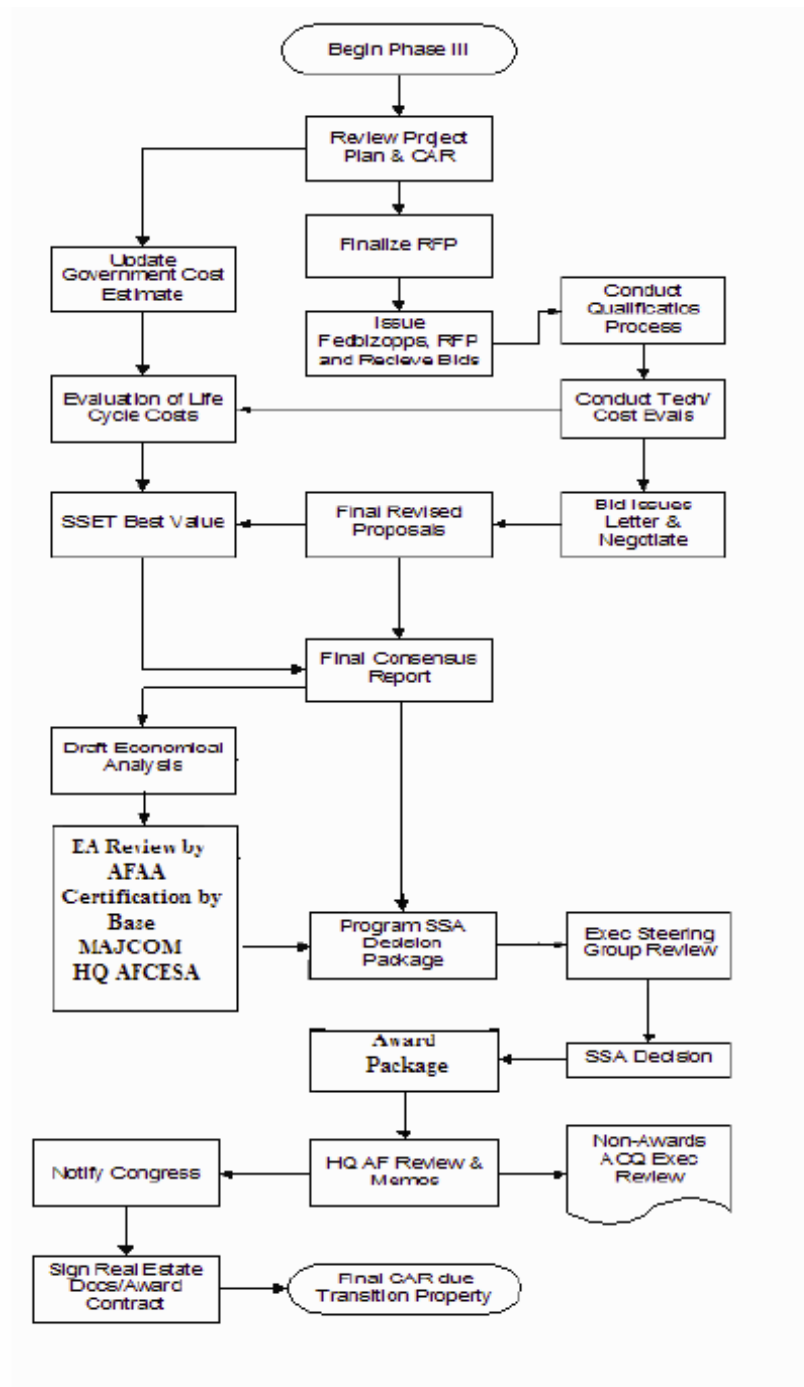 Begin Phase III
Review Project
Plan & CAR
Finalize RFP
Update
Government Cost
Estimate
Issue
Fedbizopps, RFP
and Recieve Bids
Conduct
Qualificatios
Process
Evaluation of Life
Cycle Costs
Conduct Tech/
Cost Evals
SSET Best Value
Final Revised
Proposals
Bid Issues
Letter &
Negotiate
Final Consensus
Report
Draft Economical
Analysis
EA Review by
AFAA
Certification by
Base
MAJCOM
HQ AFCESA
Program SSA
Decision
Package
Exec Steering
Group Review
Award
Package
SSA Decision
Notify Congress
HQ AF Review &
Memos
Non-Awards
ACQ Exec
Review
Sign Real Estate
Docs/Award
Contract
Final CAR due
Transition Property